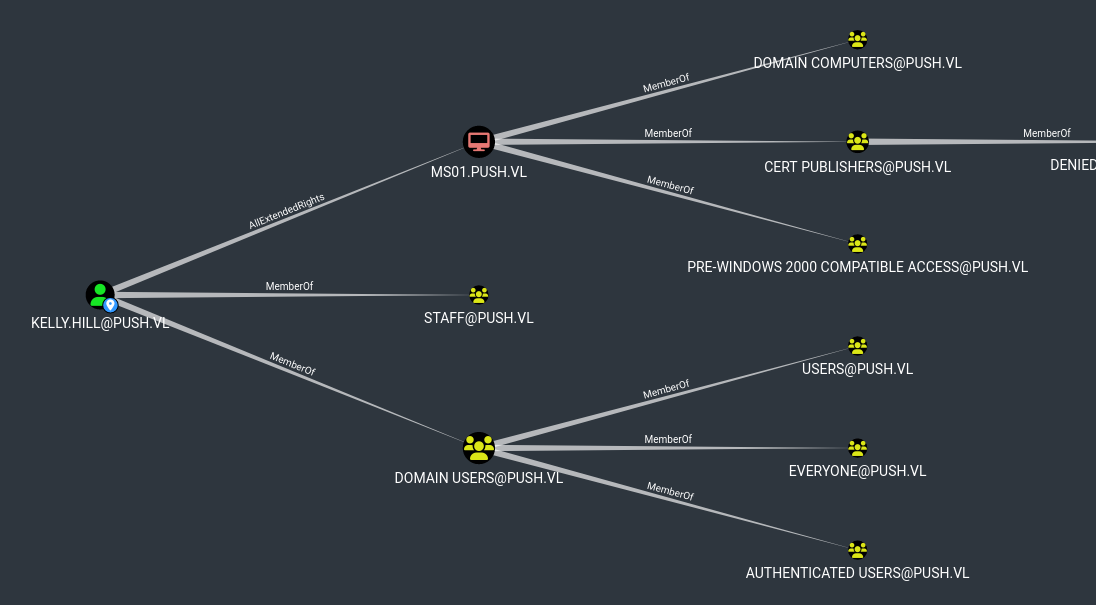 DOMAIN COMPUTERS@PUSH.VL
MemberOf
MemberOf
MemberOf
MS01.PUSH.VL
CERT PUBLISHERS@PUSH.VL
DENIED
MemberOf
AllExtendedRights
PRE-WINDOWS 2000 COMPATIBLE ACCESS@PUSH.VL
MemberOf
KELLY.HILL@PUSH.VL
STAFF@PUSH.VL
MemberOf
USERS@PUSH.VL
MemberOf
MemberOf
DOMAIN USERS@PUSH.VL
EVERYONE@PUSH.VL
MemberOf
AUTHENTICATED USERS@PUSH.VL